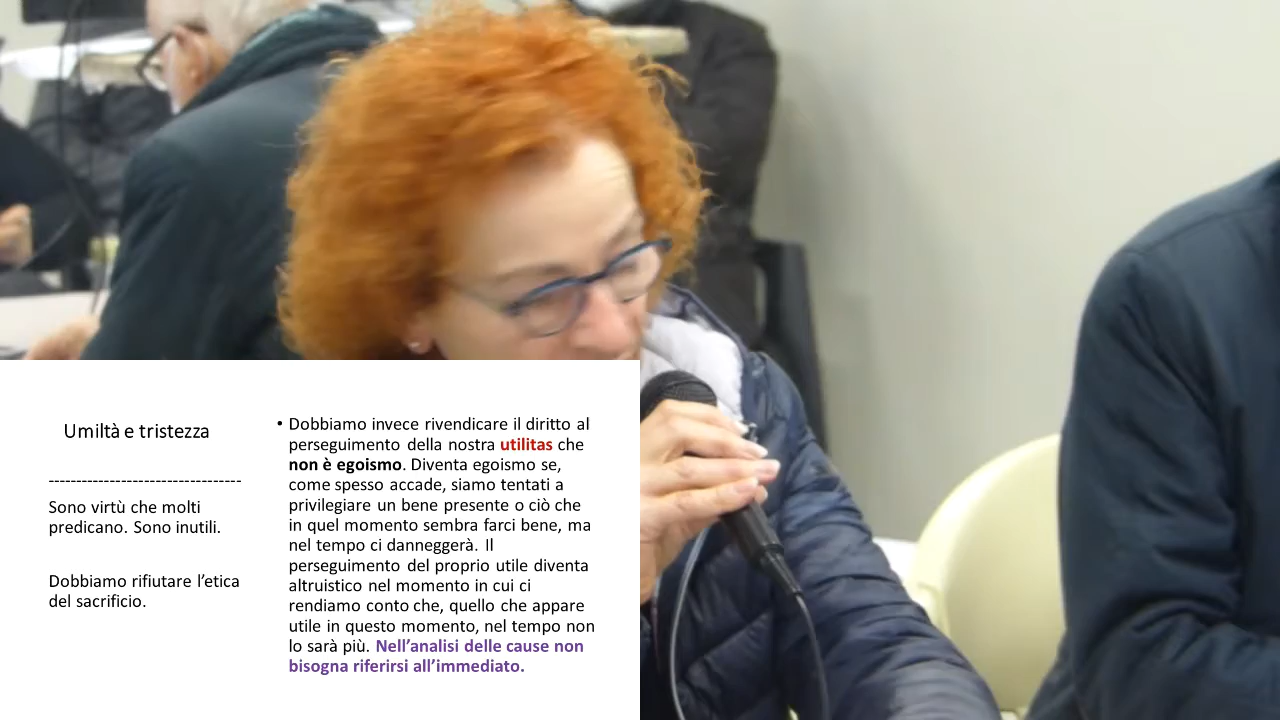 Umiltà e tristezza
----------------------------------
Sono virtù che molti
predicano. Sono inutili.
Dobbiamo rifiutare l’etica
del sacrificio.
• Dobbiamo invece rivendicare il diritto al
perseguimento della nostra utilitas che
non è egoismo. Diventa egoismo se,
come spesso accade, siamo tentati a
privilegiare un bene presente o ciò che
in quel momento sembra farci bene, ma
nel tempo ci danneggerà. Il
perseguimento del proprio utile diventa
altruistico nel momento in cui ci
rendiamo conto che, quello che appare
utile in questo momento, nel tempo non
lo sarà più. Nell’analisi delle cause non
bisogna riferirsi all’immediato.